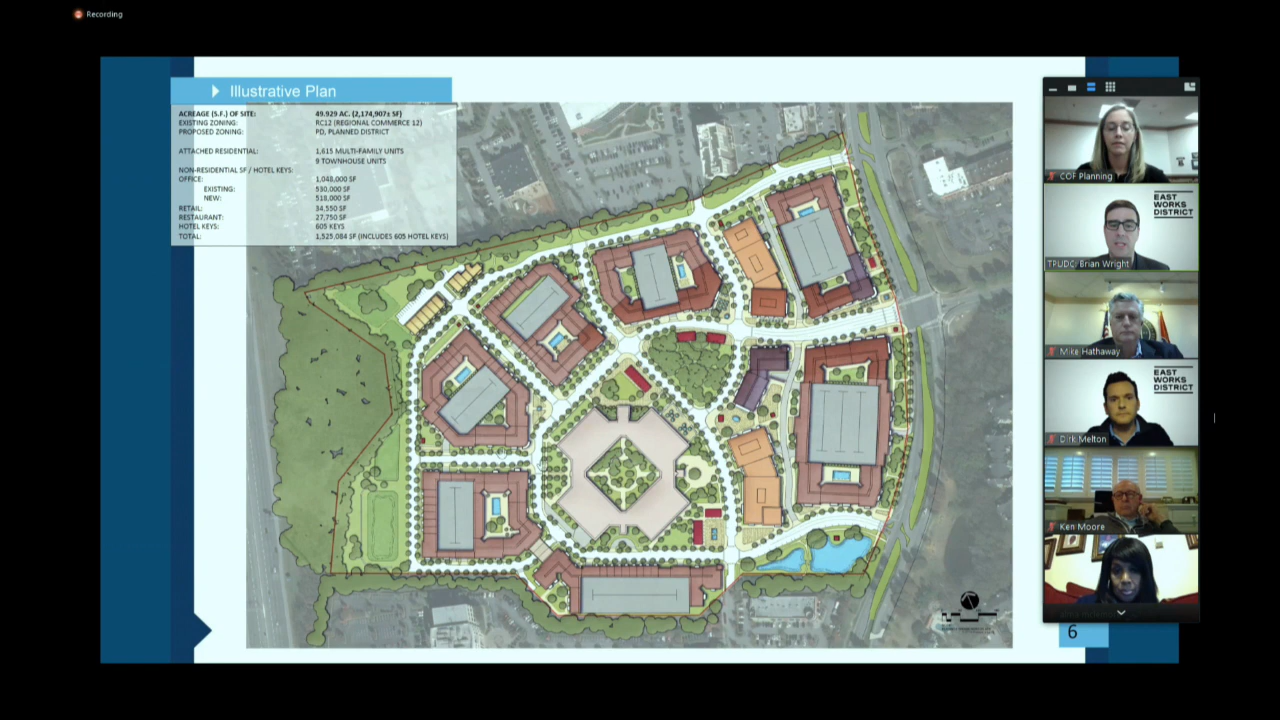 Recording
Illustrative Plan
ACREAGE (S.F.) OF SITE: 49.929 AC. (2,174,907± SF)
EXISTING ZONING: RC12 (REGIONAL COMMERCE 12)
PROPOSED ZONING: PD, PLANNED DISTRICT
ATTACHED RESIDENTIAL: 1,615 MULTI-FAMILY UNITS
9 TOWNHOUSE UNITS
NON-RESIDENTIAL SF / HOTEL KEYS:
OFFICE: 1,048,000 SF
EXISTING: 530,000 SF
NEW: 518,000 SF
RETAIL: 34,550 SF
RESTAURANT: 27,750 SF
HOTEL KEYS: 605 KEYS
TOTAL: 1,525,084 SF (INCLUDES 605 HOTEL KEYS)
COF Planning
EAST
WORKS
DISTRICT
TPUDC: Brian Wright
Mike Hathaway
EAST
WORKS
DISTRICT
Dirk Melton
Ken Moore
6